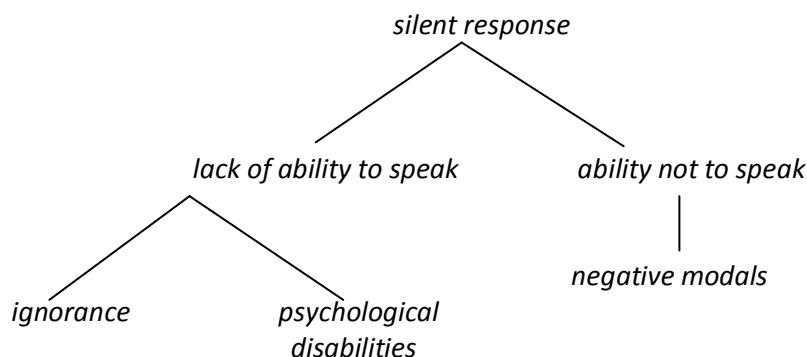 silent response
lack of ability to speak
ability not to speak
negative modals
ignorance
psychological
disabilities